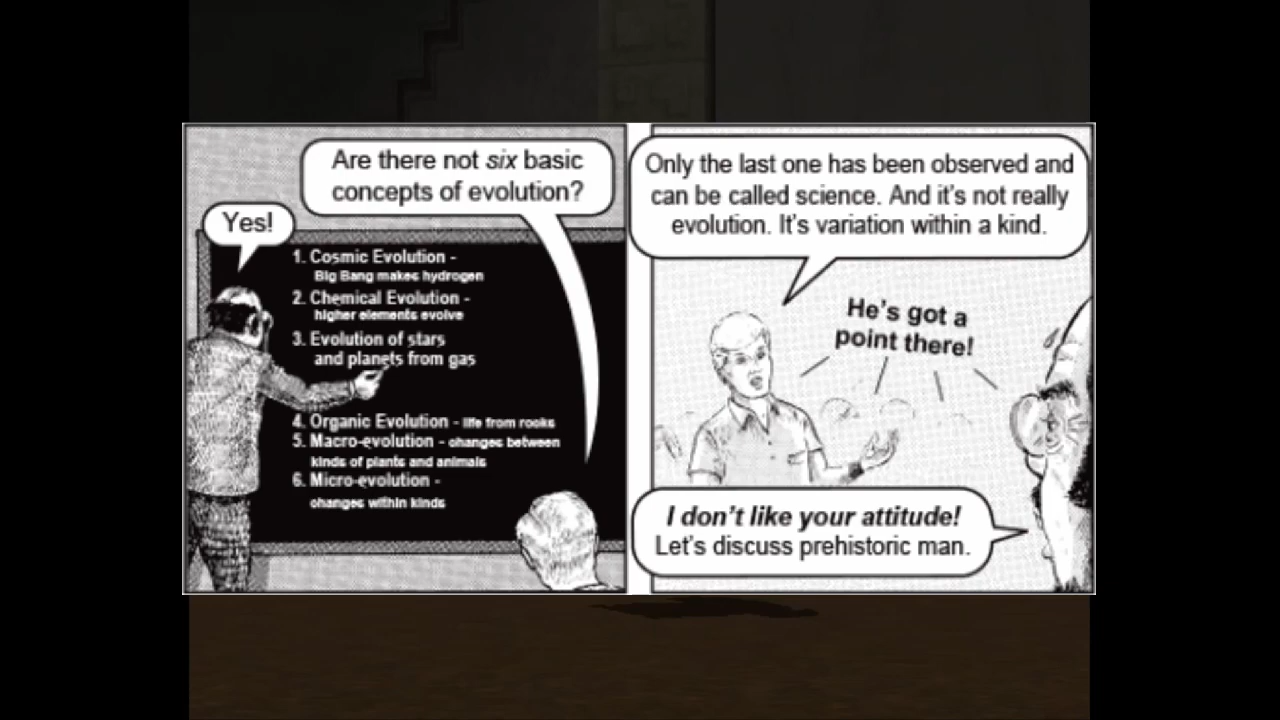 Are there not six basic
concepts of evolution?
Yes!
1. Cosmic Evolution -
Big Bang makes hydrogen
2. Chemical Evolution -
higher elements evolve
3. Evolution of stars
and planets from gas
4. Organic Evolution - life from rocks
5. Macro-evolution - changes between
kinds of plants and animals
6. Micro-evolution -
changes within kinds
Only the last one has been observed and
can be called science. And it's not really
evolution. It's variation within a kind.
He's got a
point there!
I don't like your attitude!
Let's discuss prehistoric man.